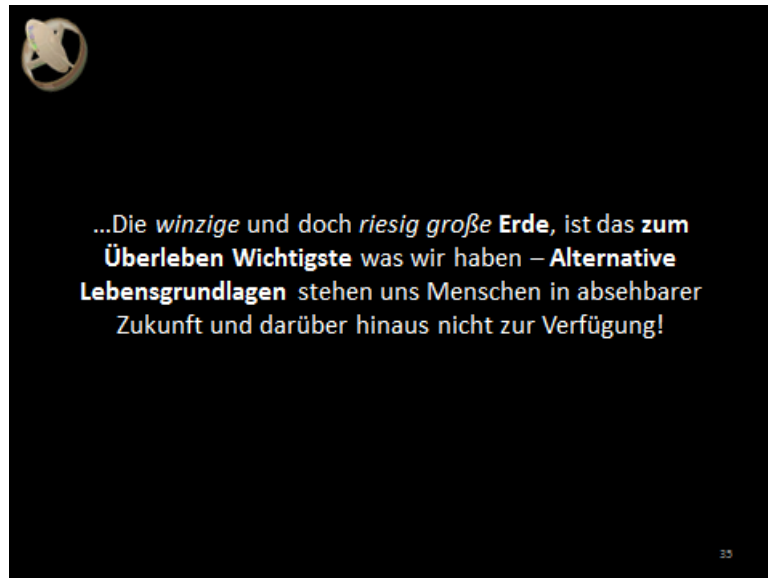 ...Die winzige und doch riesig große Erde, ist das zum
Überleben Wichtigste was wir haben – Alternative
Lebensgrundlagen stehen uns Menschen in absehbarer
Zukunft und darüber hinaus nicht zur Verfügung!
35